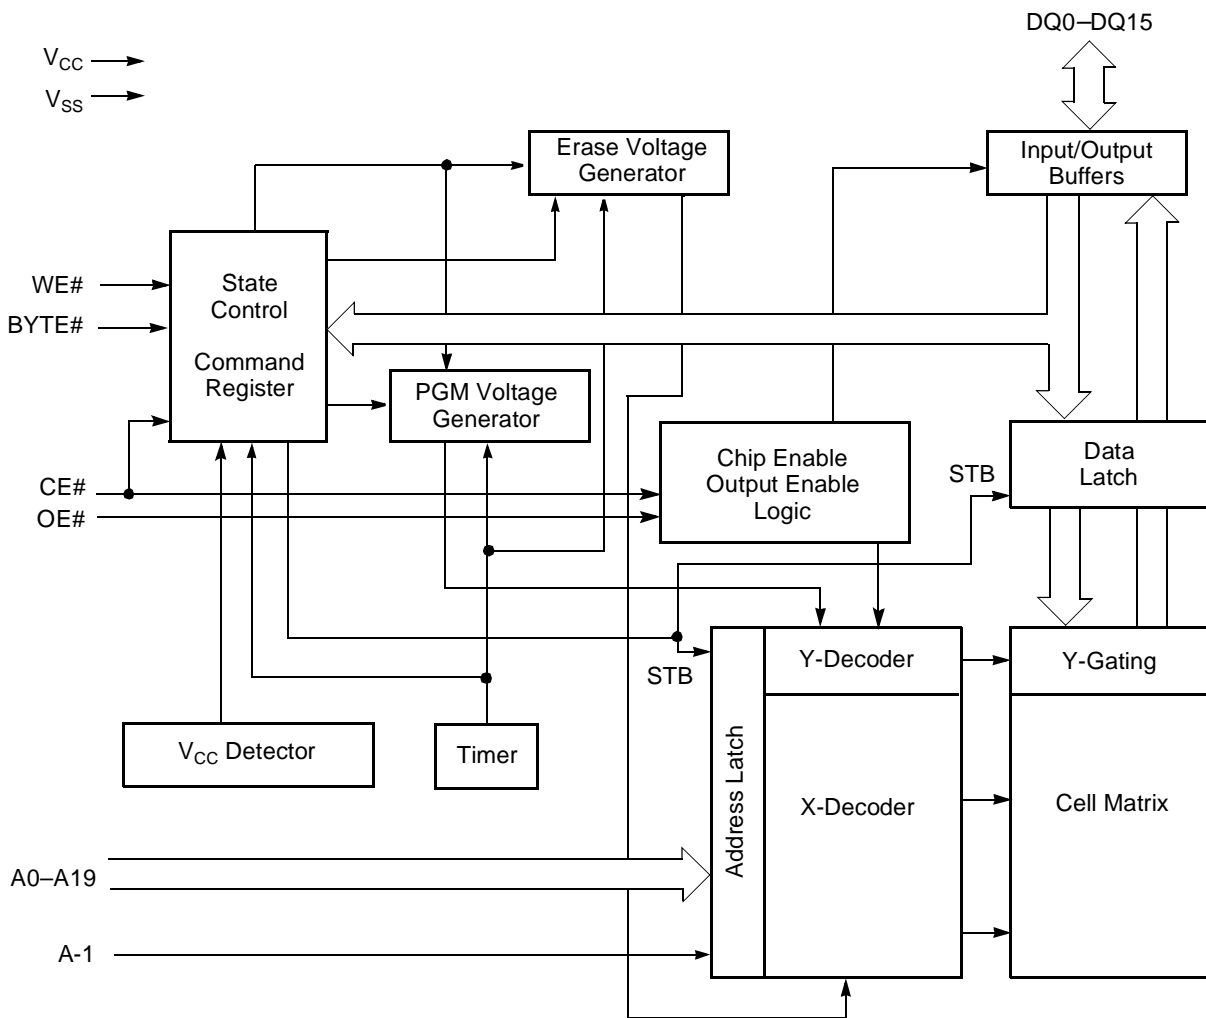 DQ0–DQ15
VCC
VSS
Erase Voltage
Generator
Input/Output
Buffers
WE#
BYTE#
State
Control
Command
Register
PGM Voltage
Generator
CE#
OE#
Chip Enable
Output Enable
Logic
STB
Data
Latch
STB
Y-Decoder
Y-Gating
VCC Detector
Timer
Address Latch
X-Decoder
Cell Matrix
A0–A19
A-1